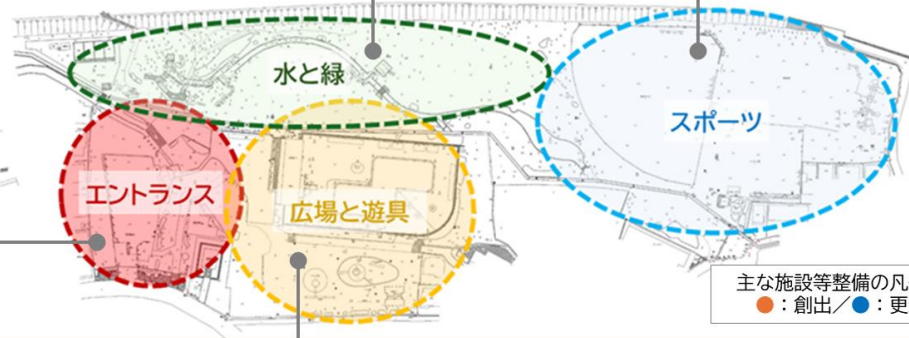 水と緑
スポーツ
エントランス
広場と遊具
主な施設等整備の凡
●：創出／●：更